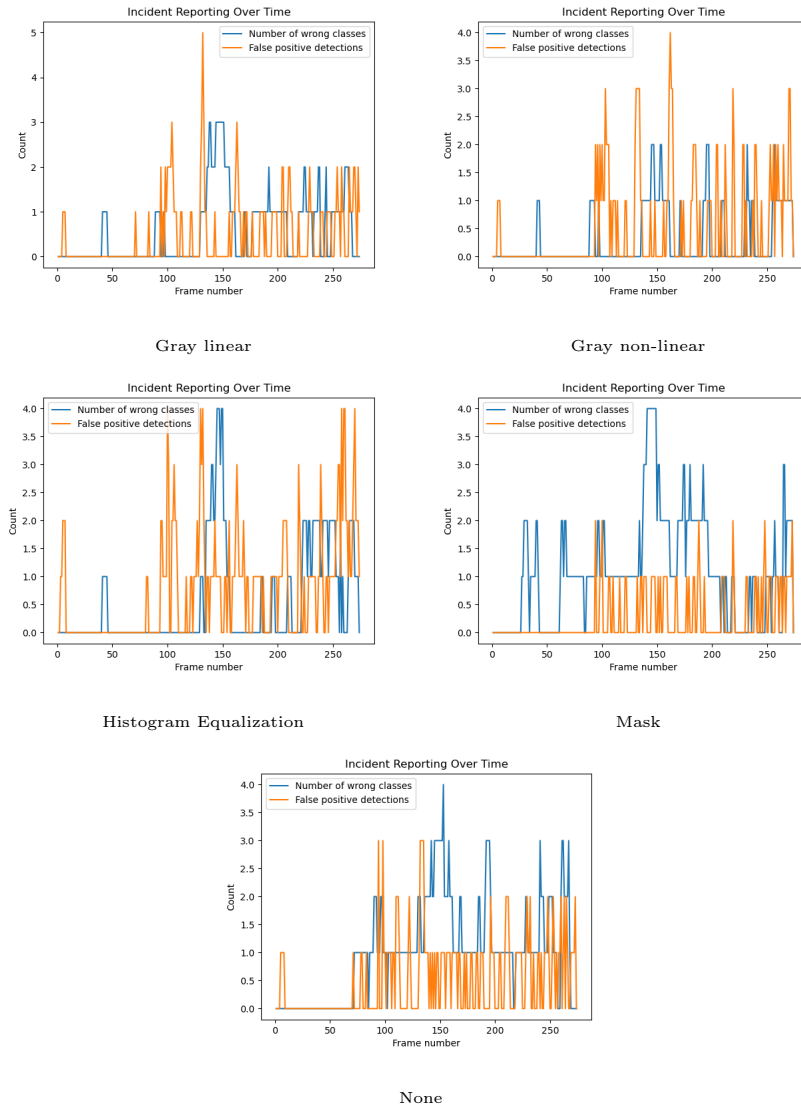 Incident Reporting Over Time
Number of wrong classes
False positive detections
5
4
3
2
1
0
Count
0 50 100 150 200 250
Frame number
Gray linear
Incident Reporting Over Time
Number of wrong classes
False positive detections
4.0
3.5
3.0
2.5
2.0
1.5
1.0
0.5
0.0
Count
0 50 100 150 200 250
Frame number
Gray non-linear
Incident Reporting Over Time
Number of wrong classes
False positive detections
4.0
3.5
3.0
2.5
2.0
1.5
1.0
0.5
0.0
Count
0 50 100 150 200 250
Frame number
Histogram Equalization
Incident Reporting Over Time
Number of wrong classes
False positive detections
4.0
3.5
3.0
2.5
2.0
1.5
1.0
0.5
0.0
Count
0 50 100 150 200 250
Frame number
Mask
Incident Reporting Over Time
Number of wrong classes
False positive detections
4.0
3.5
3.0
2.5
2.0
1.5
1.0
0.5
0.0
Count
0 50 100 150 200 250
Frame number
None